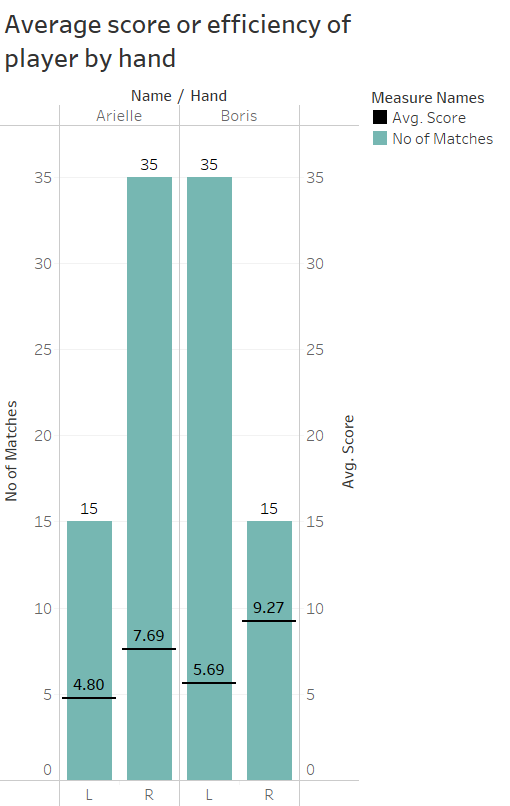 Average score or efficiency of
player by hand
Name / Hand
Arielle Boris
Measure Names
Avg. Score
No of Matches
35 35
35 35
30 30
25 25
20 20
15 15
15 15
10 10
5 5
0 0
9.27
7.69
5.69
4.80
No of Matches
Avg. Score
L R L R